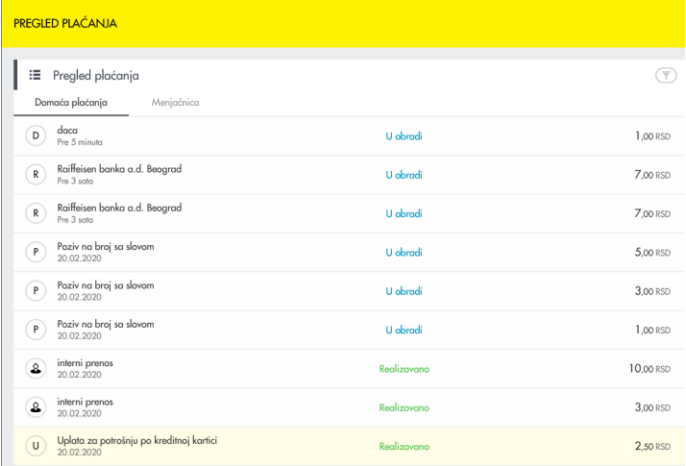 PREGLED PLAĆANJA
Pregled plaćanja
Domaća plaćanja Menjačnica
D daca U obradi 1,00 RSD
Pre 5 minuta
R Raiffeisen banka a.d. Beograd U obradi 7,00 RSD
Pre 3 sata
R Raiffeisen banka a.d. Beograd U obradi 7,00 RSD
Pre 3 sata
P Poziv na broj sa slovom U obradi 5,00 RSD
20.02.2020
P Poziv na broj sa slovom U obradi 3,00 RSD
20.02.2020
P Poziv na broj sa slovom U obradi 1,00 RSD
20.02.2020
interni prenos Realizovano 10,00 RSD
20.02.2020
interni prenos Realizovano 3,00 RSD
20.02.2020
U Uplata za potrošnju po kreditnoj kartici Realizovano 2,50 RSD
20.02.2020